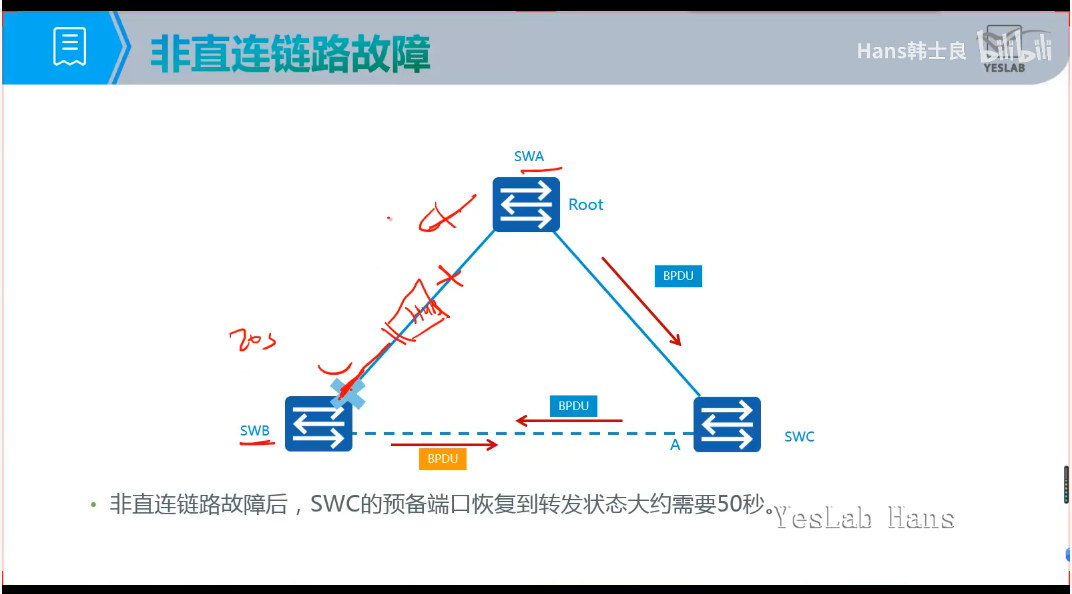 非直连链路故障
Hans韩士良
bilibili
YESLAB
SWA
Root
BPDU
20s
BPDU
SWB
SWC
A
BPDU
• 非直连链路故障后，SWC的预备端口恢复到转发状态大约需要50秒。
YesLab Hans